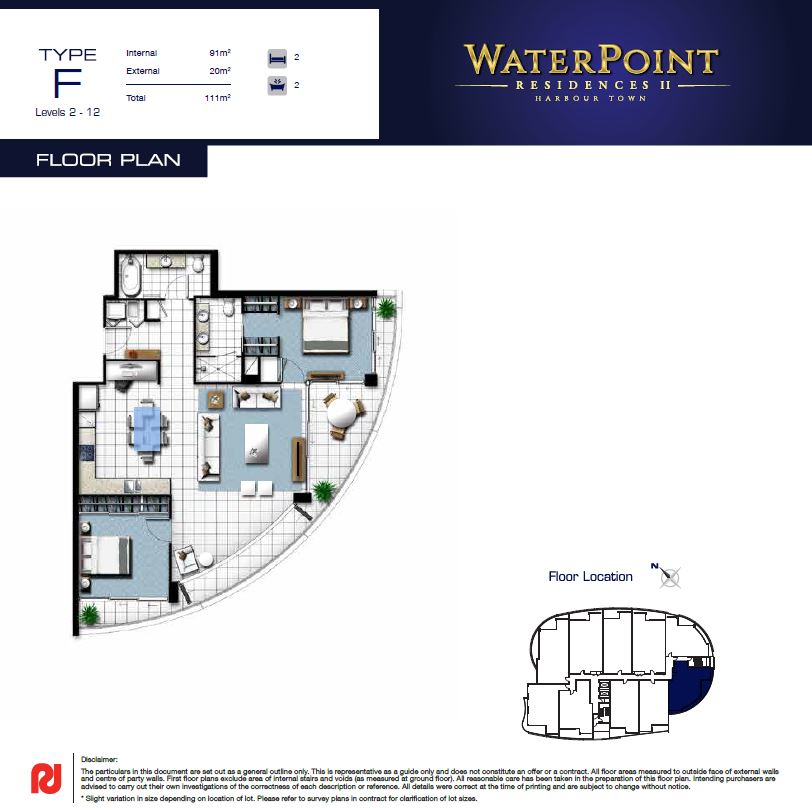 TYPE
F
Levels 2 - 12
Internal 91m²
External 20m²
Total 111m²
2
2
WATERPOINT
RESIDENCES II
HARBOUR TOWN
FLOOR PLAN
Floor Location
N
Disclaimer:
The particulars in this document are set out as a general outline only. This is representative as a guide only and does not constitute an offer or a contract. All floor areas measured to outside face of external walls
and centre of party walls. First floor plans exclude area of internal stairs and voids (as measured at ground floor). All reasonable care has been taken in the preparation of this floor plan. Intending purchasers are
advised to carry out their own investigations of the correctness of each description or reference. All details were correct at the time of printing and are subject to change without notice.
* Slight variation in size depending on location of lot. Please refer to survey plans in contract for clarification of lot sizes.